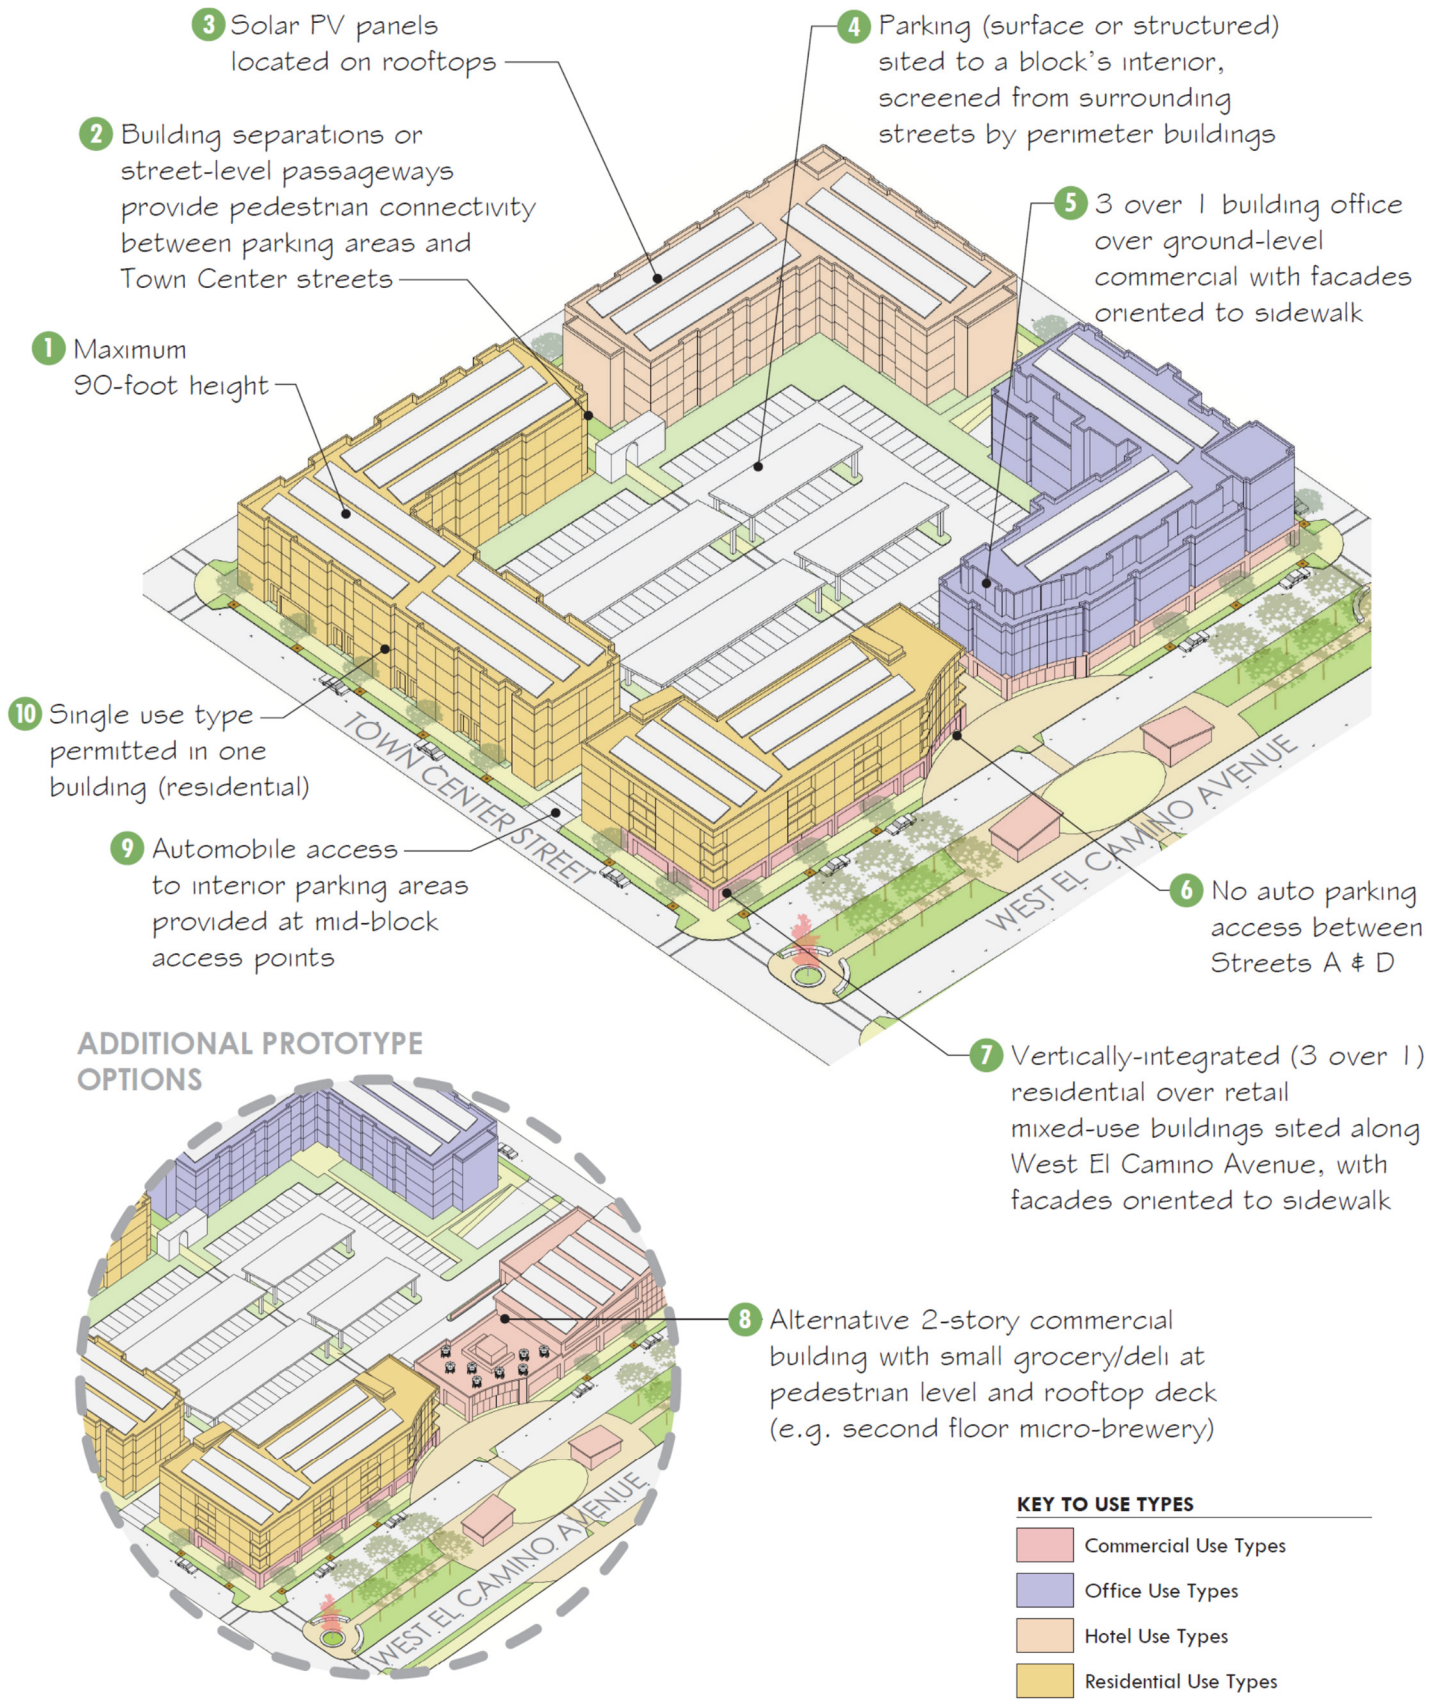 3 Solar PV panels
located on rooftops
4 Parking (surface or structured)
sited to a block's interior,
screened from surrounding
streets by perimeter buildings
2 Building separations or
street-level passageways
provide pedestrian connectivity
between parking areas and
Town Center streets
5 3 over 1 building office
over ground-level
commercial with facades
oriented to sidewalk
1 Maximum
90-foot height
10 Single use type
permitted in one
building (residential)
TOWN CENTER STREET
WEST EL CAMINO AVENUE
9 Automobile access
to interior parking areas
provided at mid-block
access points
6 No auto parking
access between
Streets A & D
7 Vertically-integrated (3 over 1)
residential over retail
mixed-use buildings sited along
West El Camino Avenue, with
facades oriented to sidewalk
ADDITIONAL PROTOTYPE
OPTIONS
8 Alternative 2-story commercial
building with small grocery/deli at
pedestrian level and rooftop deck
(e.g. second floor micro-brewery)
WEST EL CAMINO AVENUE
KEY TO USE TYPES
Commercial Use Types
Office Use Types
Hotel Use Types
Residential Use Types